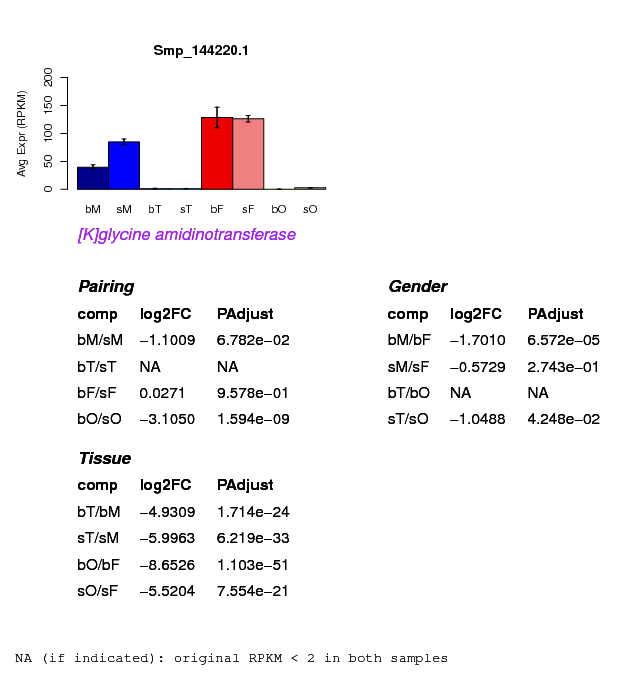 Smp_144220.1
Avg Expr (RPKM)
200
150
100
50
0
bM sM bT sT bF sF bO sO
[K]glycine amidinotransferase
Pairing
comp log2FC PAdjust
bM/sM −1.1009 6.782e−02
bT/sT NA NA
bF/sF 0.0271 9.578e−01
bO/sO −3.1050 1.594e−09
Gender
comp log2FC PAdjust
bM/bF −1.7010 6.572e−05
sM/sF −0.5729 2.743e−01
bT/bO NA NA
sT/sO −1.0488 4.248e−02
Tissue
comp log2FC PAdjust
bT/bM −4.9309 1.714e−24
sT/sM −5.9963 6.219e−33
bO/bF −8.6526 1.103e−51
sO/sF −5.5204 7.554e−21
NA (if indicated): original RPKM < 2 in both samples